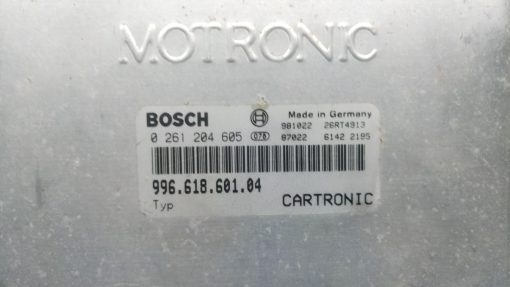 MOTRONIC
BOSCH
Made in Germany
981022 26RT4913
0 261 204 605 078 87022 6142 2195
996.618.601.04
Typ CARTRONIC